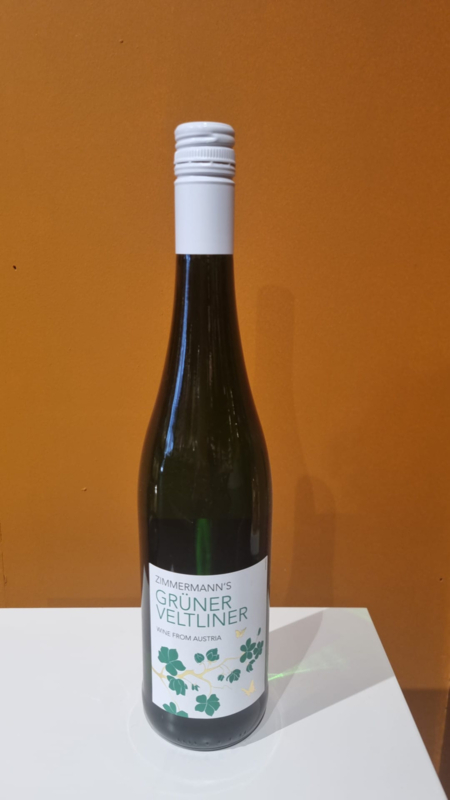 ZIMMERMANN'S
GRÜNER
VELTLINER
WINE FROM AUSTRIA